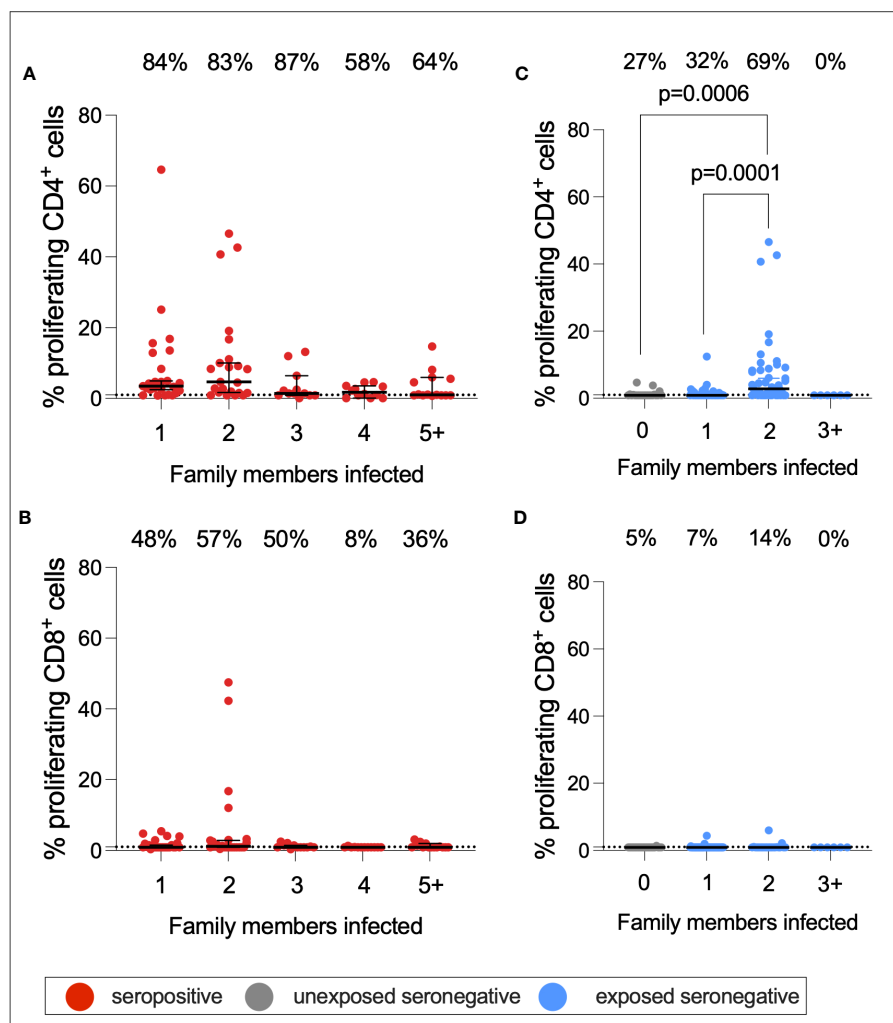 A
84% 83% 87% 58% 64%
% proliferating CD4+ cells
80
60
40
20
0
1 2 3 4 5+
Family members infected
C
27% 32% 69% 0%
p=0.0006
p=0.0001
% proliferating CD4+ cells
80
60
40
20
0
0 1 2 3+
Family members infected
B
48% 57% 50% 8% 36%
% proliferating CD8+ cells
80
60
40
20
0
1 2 3 4 5+
Family members infected
D
5% 7% 14% 0%
% proliferating CD8+ cells
80
60
40
20
0
0 1 2 3+
Family members infected
seropositive unexposed seronegative exposed seronegative